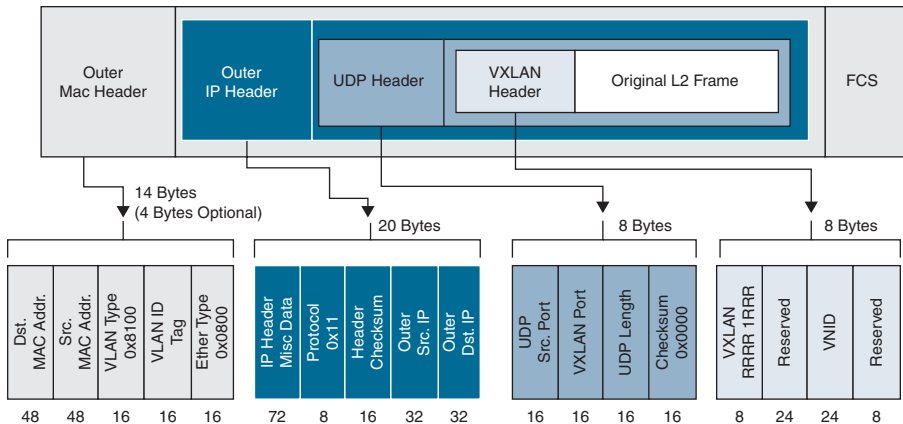 Outer
Mac Header
Outer
IP Header
UDP Header
VXLAN
Header
Original L2 Frame
FCS
14 Bytes
(4 Bytes Optional)
20 Bytes
8 Bytes
8 Bytes
Dst.
MAC Addr.
Src.
MAC Addr.
VLAN Type
0x8100
VLAN ID
Tag
Ether Type
0x0800
IP Header
Misc Data
Protocol
0x11
Header
Checksum
Outer
Src. IP
Outer
Dst. IP
UDP
Src. Port
VXLAN Port
UDP Length
Checksum
0x0000
VXLAN
RRRR 1RRR
Reserved
VNID
Reserved
48 48 16 16 16 72 8 16 32 32 16 16 16 16 8 24 24 8